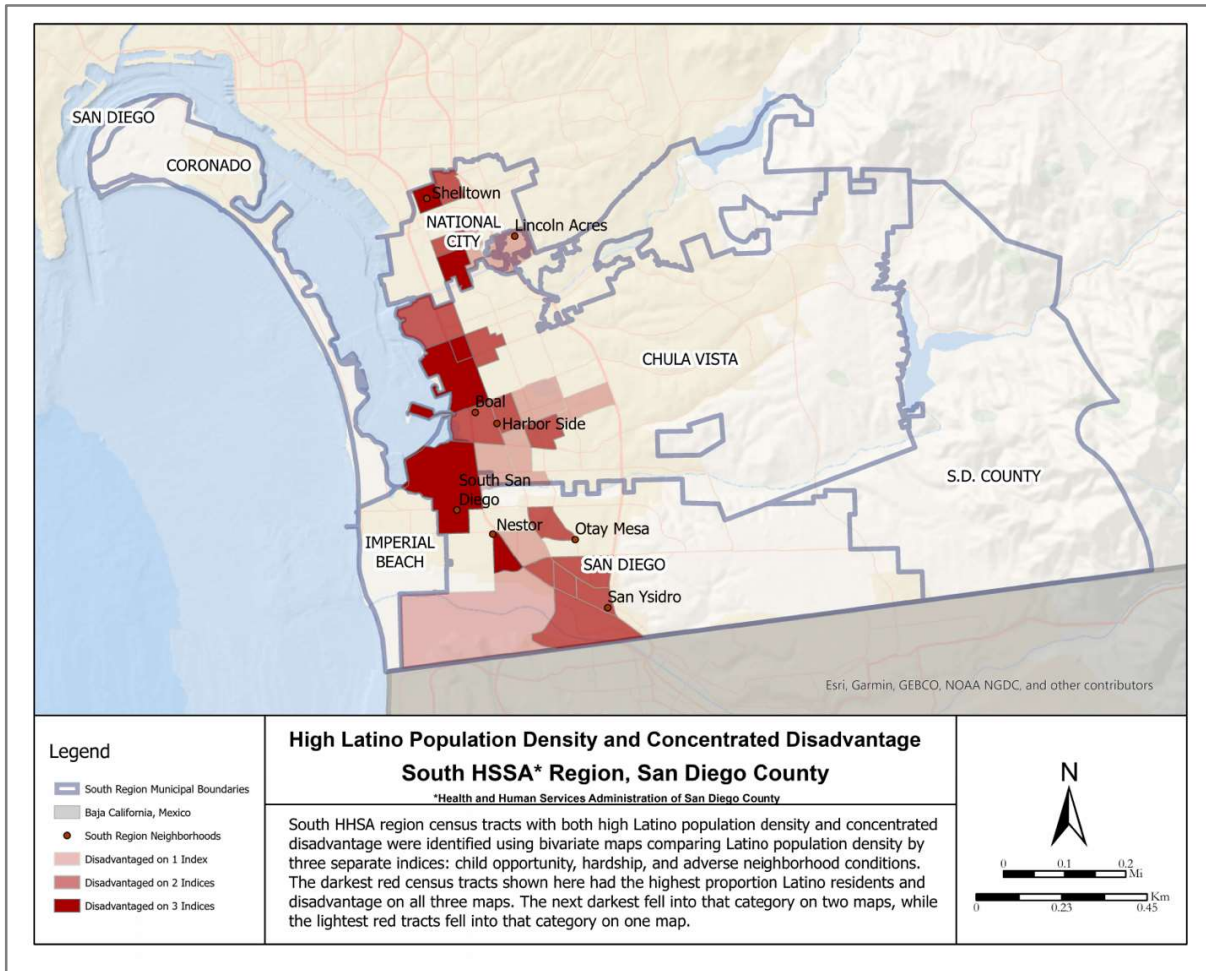 SAN DIEGO
CORONADO
Shelltown
NATIONAL
CITY
Lincoln Acres
CHULA VISTA
Boal
Harbor Side
South San
Diego
S.D. COUNTY
Nestor
Otay Mesa
IMPERIAL
BEACH
SAN DIEGO
San Ysidro
Esri, Garmin, GEBCO, NOAA NGDC, and other contributors
Legend
South Region Municipal Boundaries
Baja California, Mexico
South Region Neighborhoods
Disadvantaged on 1 Index
Disadvantaged on 2 Indices
Disadvantaged on 3 Indices
High Latino Population Density and Concentrated Disadvantage
South HSSA* Region, San Diego County
*Health and Human Services Administration of San Diego County
South HHSA region census tracts with both high Latino population density and concentrated
disadvantage were identified using bivariate maps comparing Latino population density by
three separate indices: child opportunity, hardship, and adverse neighborhood conditions.
The darkest red census tracts shown here had the highest proportion Latino residents and
disadvantage on all three maps. The next darkest fell into that category on two maps, while
the lightest red tracts fell into that category on one map.
N
0 0.1 0.2
Mi
Km
0 0.23 0.45